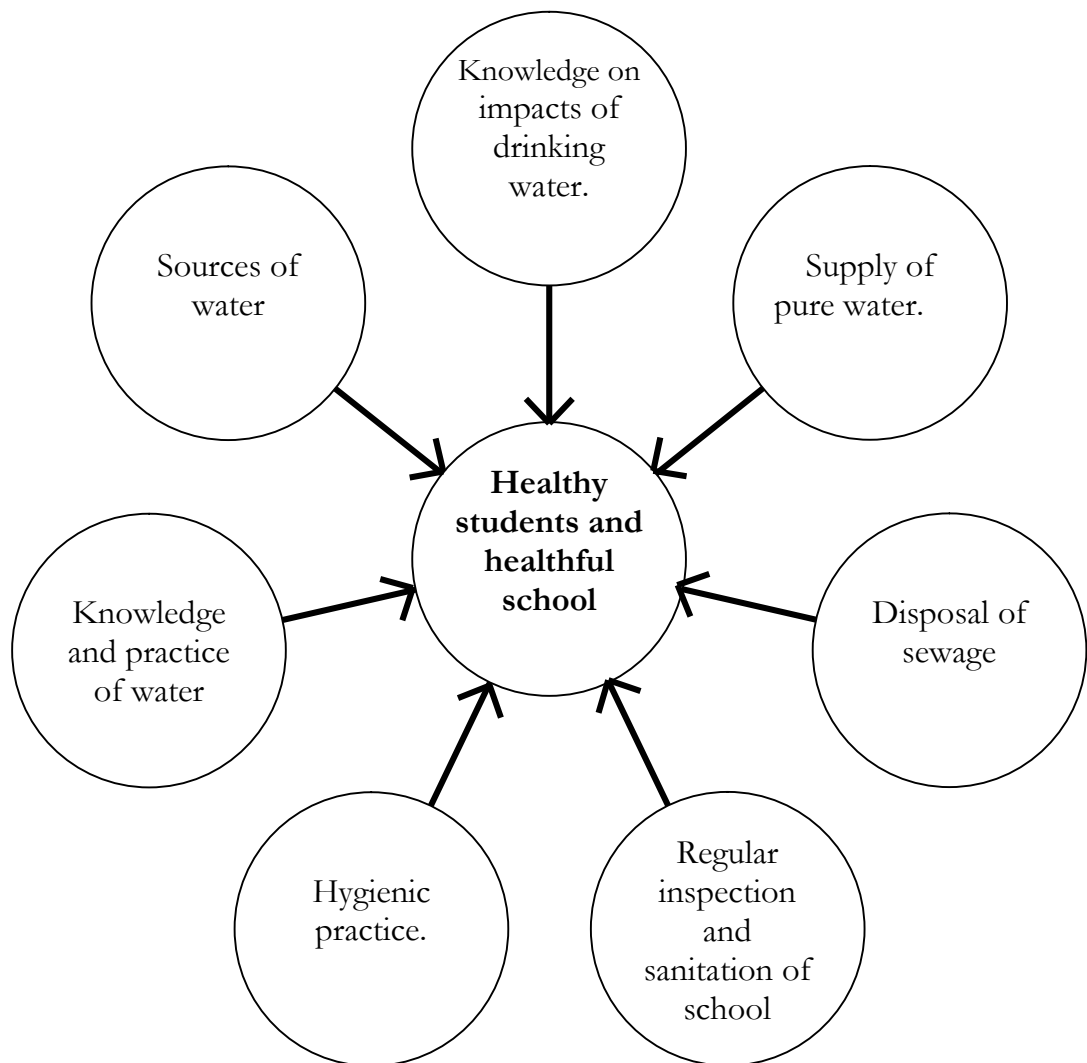 Knowledge on
impacts of
drinking
water.
Sources of
water
Supply of
pure water.
Healthy
students and
healthful
school
Knowledge
and practice
of water
Disposal of
sewage
Hygienic
practice.
Regular
inspection
and
sanitation of
school